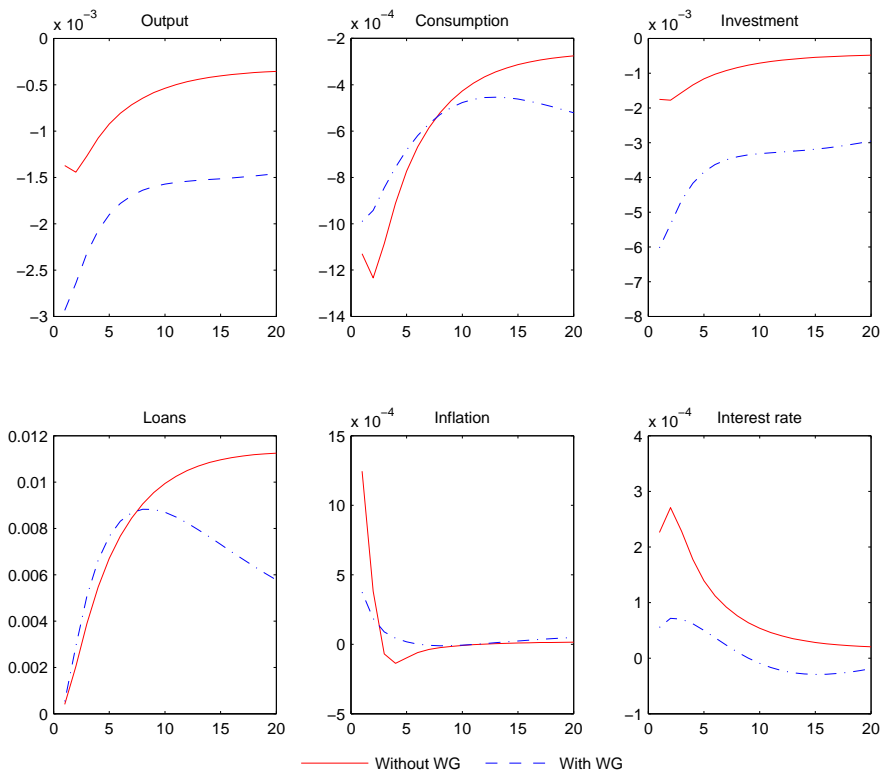 Output
x 10−3
0
−0.5
−1
−1.5
−2
−2.5
−3
0 5 10 15 20
Consumption
x 10−4
−2
−4
−6
−8
−10
−12
−14
0 5 10 15 20
Investment
x 10−3
0
−1
−2
−3
−4
−5
−6
−7
−8
0 5 10 15 20
Loans
0.012
0.01
0.008
0.006
0.004
0.002
0
0 5 10 15 20
Inflation
x 10−4
15
10
5
0
−5
0 5 10 15 20
Interest rate
x 10−4
4
3
2
1
0
−1
0 5 10 15 20
Without WG
With WG